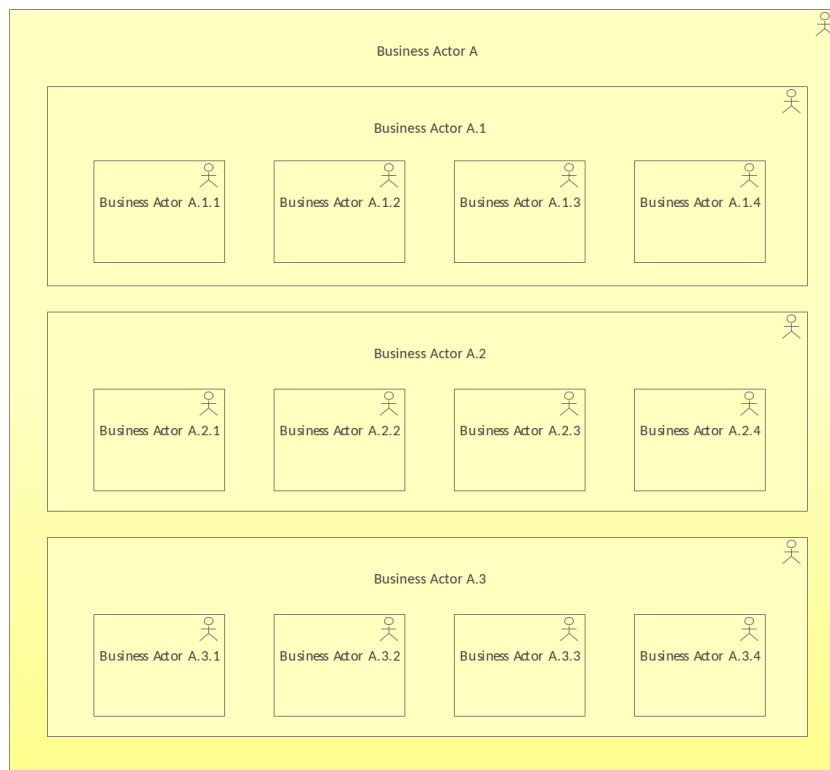 Business Actor A
Business Actor A.1
Business Actor A.1.1
Business Actor A.1.2
Business Actor A.1.3
Business Actor A.1.4
Business Actor A.2
Business Actor A.2.1
Business Actor A.2.2
Business Actor A.2.3
Business Actor A.2.4
Business Actor A.3
Business Actor A.3.1
Business Actor A.3.2
Business Actor A.3.3
Business Actor A.3.4